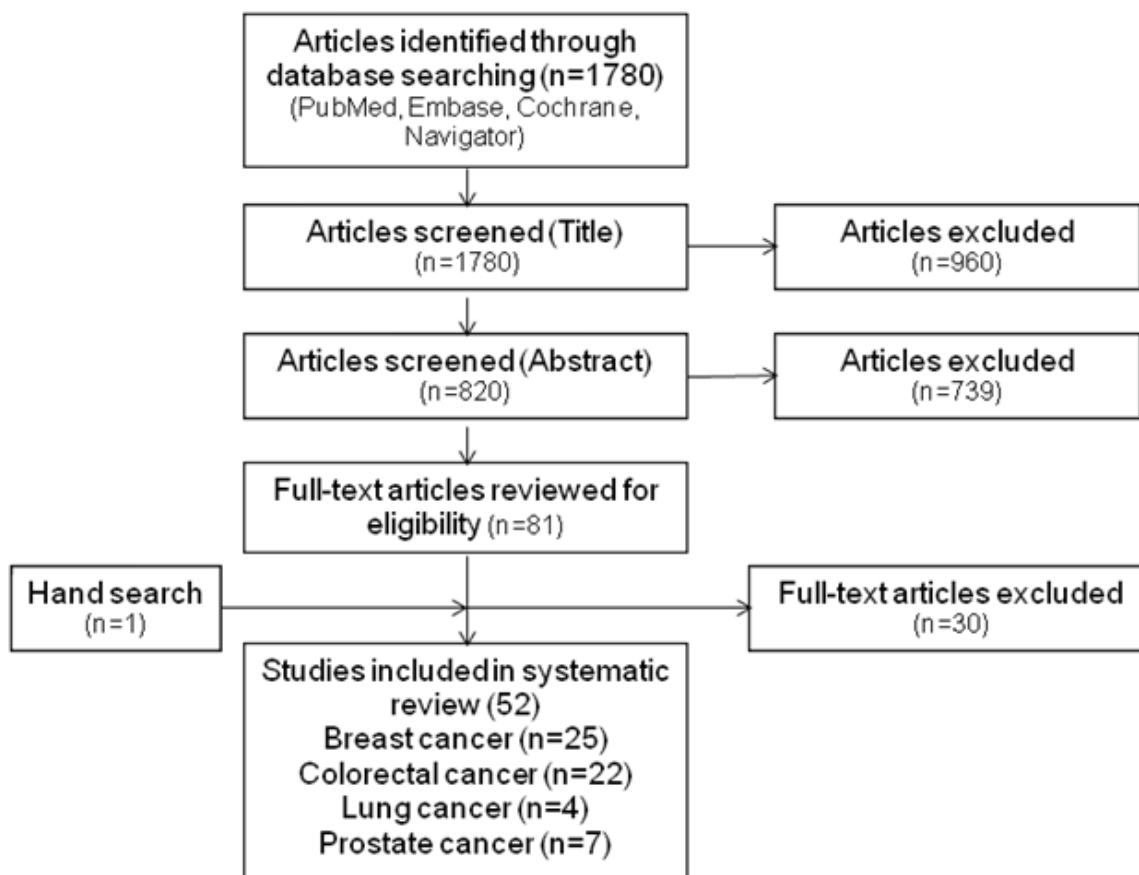 Articles identified through
database searching (n=1780)
(PubMed, Embase, Cochrane,
Navigator)
Articles screened (Title)
(n=1780)
Articles excluded
(n=960)
Articles screened (Abstract)
(n=820)
Articles excluded
(n=739)
Full-text articles reviewed for
eligibility (n=81)
Hand search
(n=1)
Full-text articles excluded
(n=30)
Studies included in systematic
review (52)
Breast cancer (n=25)
Colorectal cancer (n=22)
Lung cancer (n=4)
Prostate cancer (n=7)